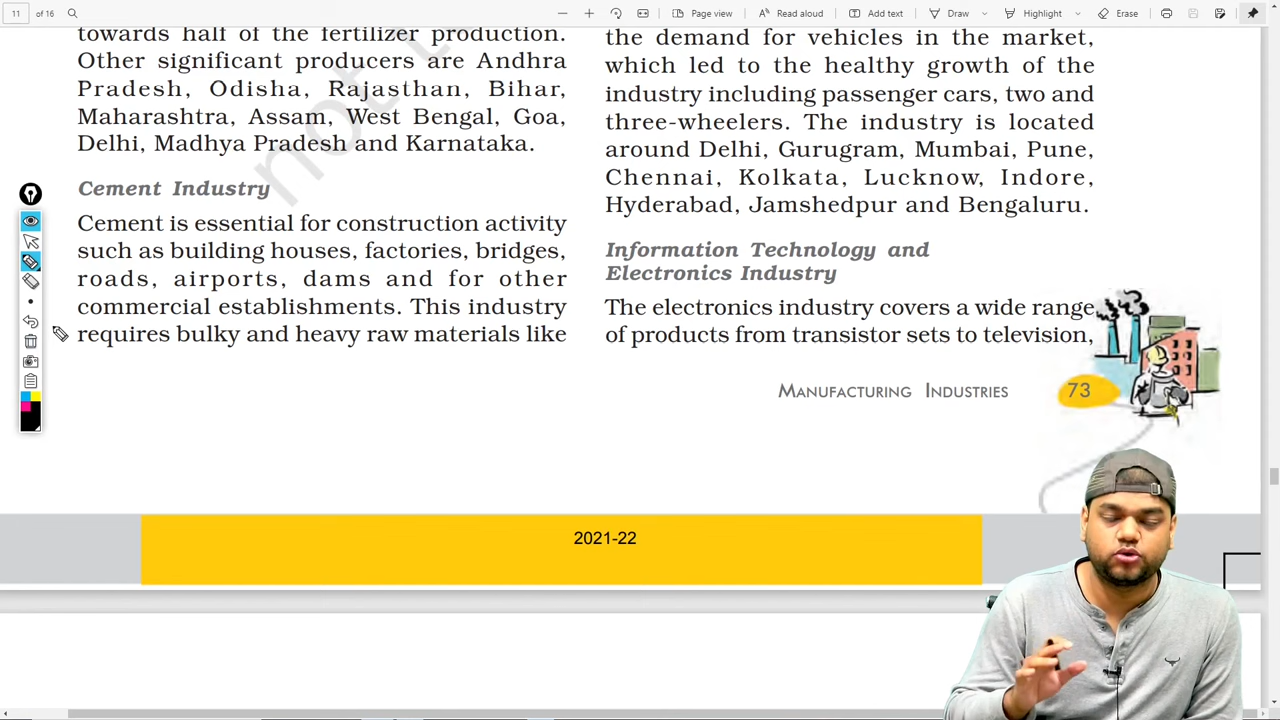 11 of 16
Page view
A Read aloud
Add text
Draw
Highlight
Erase
towards half of the fertilizer production.
Other significant producers are Andhra
Pradesh, Odisha, Rajasthan, Bihar,
Maharashtra, Assam, West Bengal, Goa,
Delhi, Madhya Pradesh and Karnataka.
not t
Cement Industry
Cement is essential for construction activity
such as building houses, factories, bridges,
roads, airports, dams and for other
commercial establishments. This industry
requires bulky and heavy raw materials like
the demand for vehicles in the market,
which led to the healthy growth of the
industry including passenger cars, two and
three-wheelers. The industry is located
around Delhi, Gurugram, Mumbai, Pune,
Chennai, Kolkata, Lucknow, Indore,
Hyderabad, Jamshedpur and Bengaluru.
Information Technology and
Electronics Industry
The electronics industry covers a wide range
of products from transistor sets to television,
Manufacturing Industries 73
2021-22